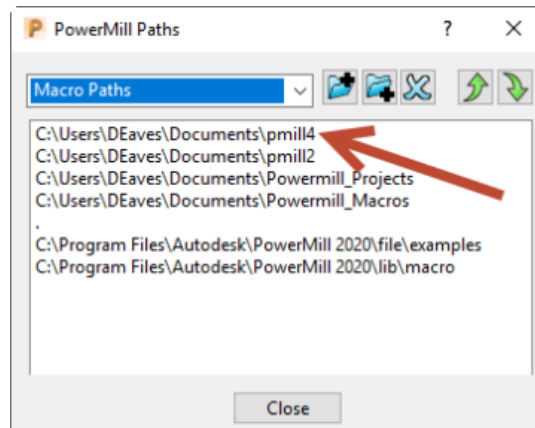 PowerMill Paths
Macro Paths
C:\Users\DEaves\Documents\pmill4
C:\Users\DEaves\Documents\pmill2
C:\Users\DEaves\Documents\Powermill_Projects
C:\Users\DEaves\Documents\Powermill_Macros
.
C:\Program Files\Autodesk\PowerMill 2020\file\examples
C:\Program Files\Autodesk\PowerMill 2020\lib\macro
Close